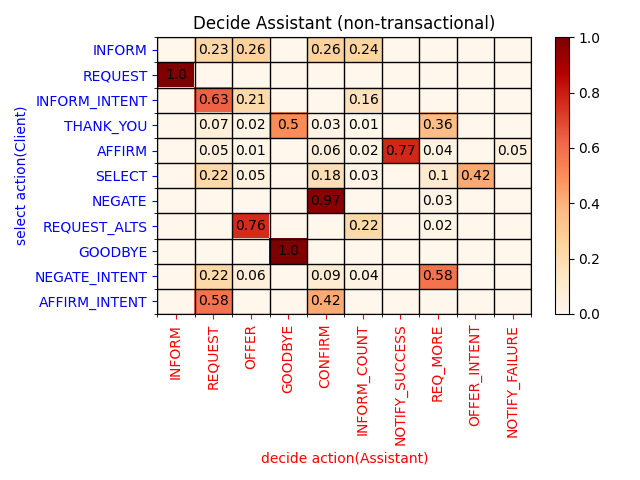 Decide Assistant (non-transactional)
select action(Client)
INFORM 0.23 0.26 0.26 0.24
REQUEST 1.0
INFORM_INTENT 0.63 0.21 0.16
THANK_YOU 0.07 0.02 0.5 0.03 0.01 0.36
AFFIRM 0.05 0.01 0.06 0.02 0.77 0.04 0.05
SELECT 0.22 0.05 0.18 0.03 0.1 0.42
NEGATE 0.97 0.03
REQUEST_ALTS 0.76 0.22 0.02
GOODBYE 1.0
NEGATE_INTENT 0.22 0.06 0.09 0.04 0.58
AFFIRM_INTENT 0.58 0.42
INFORM
REQUEST
OFFER
GOODBYE
CONFIRM
INFORM_COUNT
NOTIFY_SUCCESS
REQ_MORE
OFFER_INTENT
NOTIFY_FAILURE
decide action(Assistant)
1.0
0.8
0.6
0.4
0.2
0.0